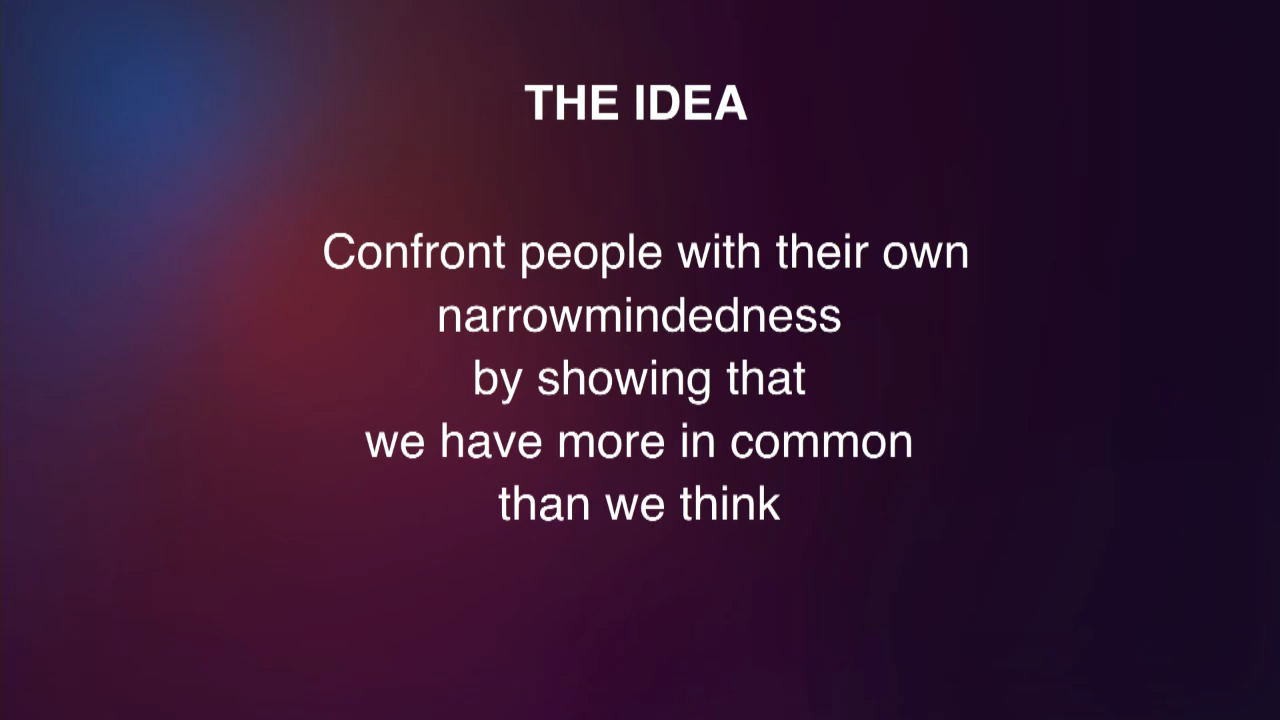 THE IDEA
Confront people with their own
narrowmindedness
by showing that
we have more in common
than we think